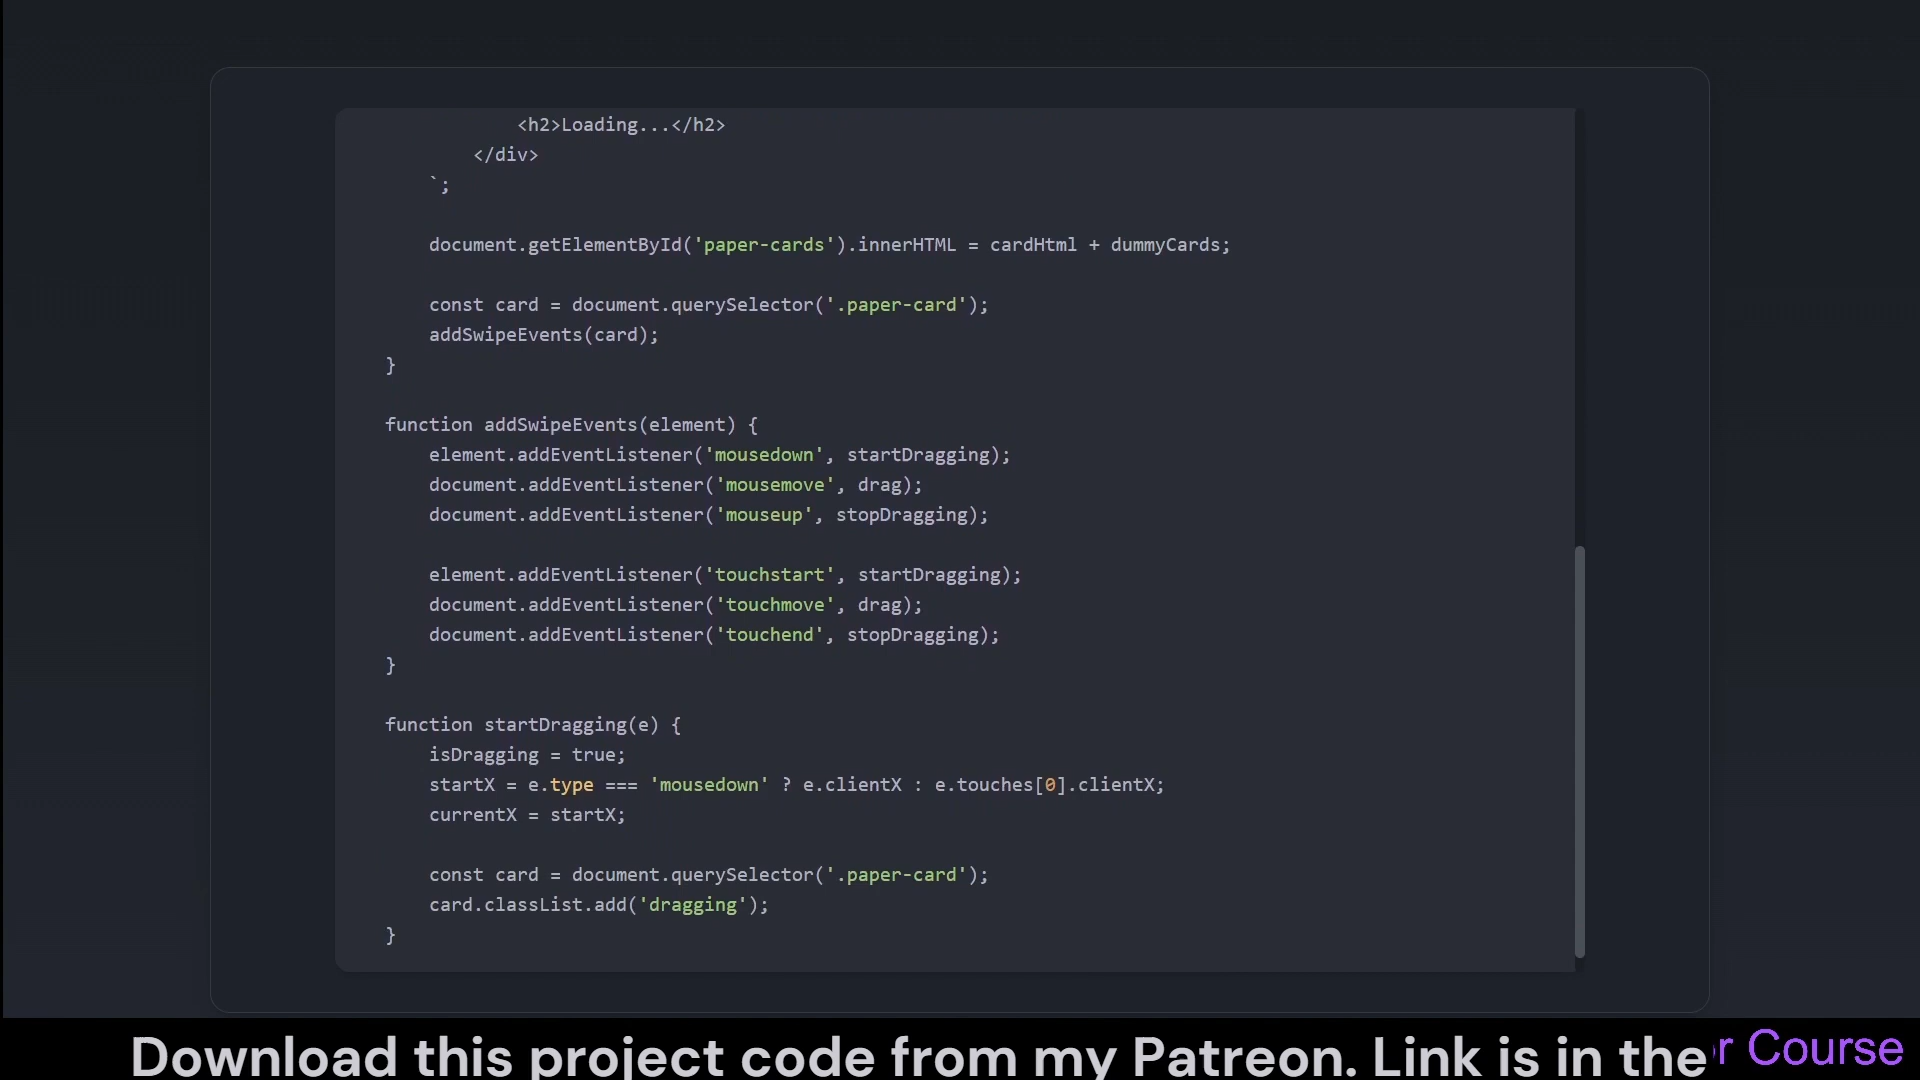 <h2>Loading...</h2>
</div>
`;
document.getElementById('paper-cards').innerHTML = cardHtml + dummyCards;
const card = document.querySelector('.paper-card');
addSwipeEvents(card);
}
function addSwipeEvents(element) {
element.addEventListener('mousedown', startDragging);
document.addEventListener('mousemove', drag);
document.addEventListener('mouseup', stopDragging);
element.addEventListener('touchstart', startDragging);
document.addEventListener('touchmove', drag);
document.addEventListener('touchend', stopDragging);
}
function startDragging(e) {
isDragging = true;
startX = e.type === 'mousedown' ? e.clientX : e.touches[0].clientX;
currentX = startX;
const card = document.querySelector('.paper-card');
card.classList.add('dragging');
}
Download this project code from my Patreon. Link is in the
r Course